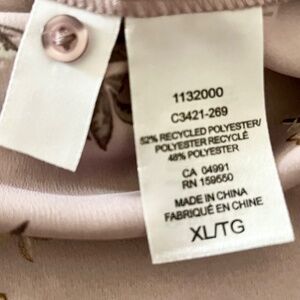 1132000
C3421-269
52% RECYCLED POLYESTER/
POLYESTER RECYCLÉ
48% POLYESTER
CA 04991
RN 159550
MADE IN CHINA
FABRIQUÉ EN CHINE
XL/TG